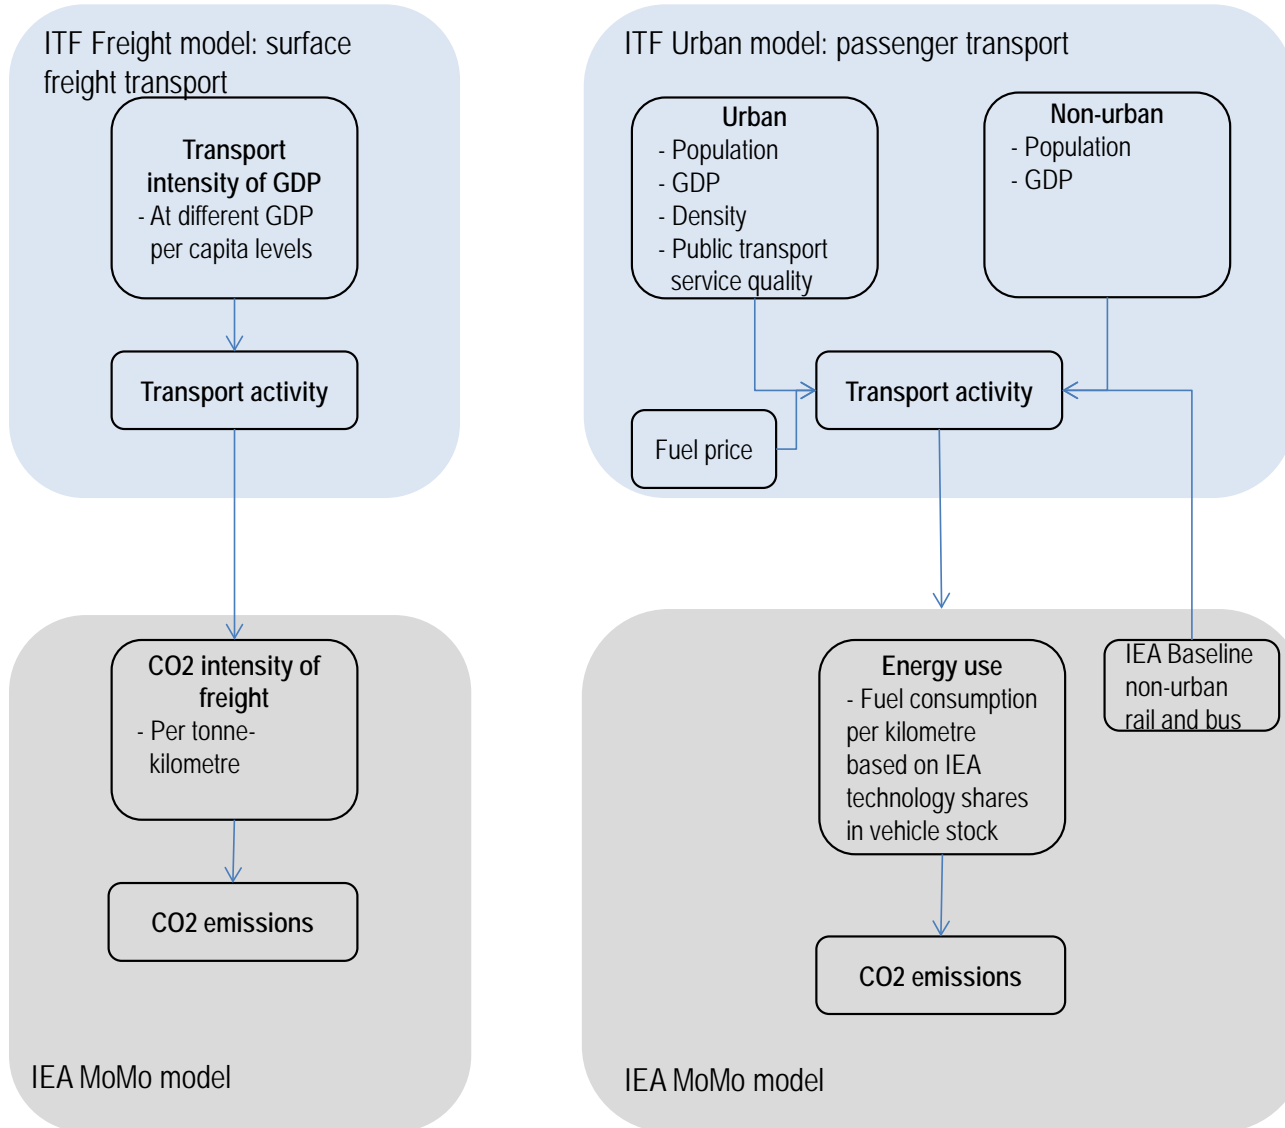 ITF Freight model: surface
freight transport
Transport
intensity of GDP
- At different GDP
per capita levels
Transport activity
CO2 intensity of
freight
- Per tonne-
kilometre
CO2 emissions
IEA MoMo model
ITF Urban model: passenger transport
Urban
- Population
- GDP
- Density
- Public transport
service quality
Non-urban
- Population
- GDP
Transport activity
Fuel price
Energy use
- Fuel consumption
per kilometre
based on IEA
technology shares
in vehicle stock
IEA Baseline
non-urban
rail and bus
CO2 emissions
IEA MoMo model